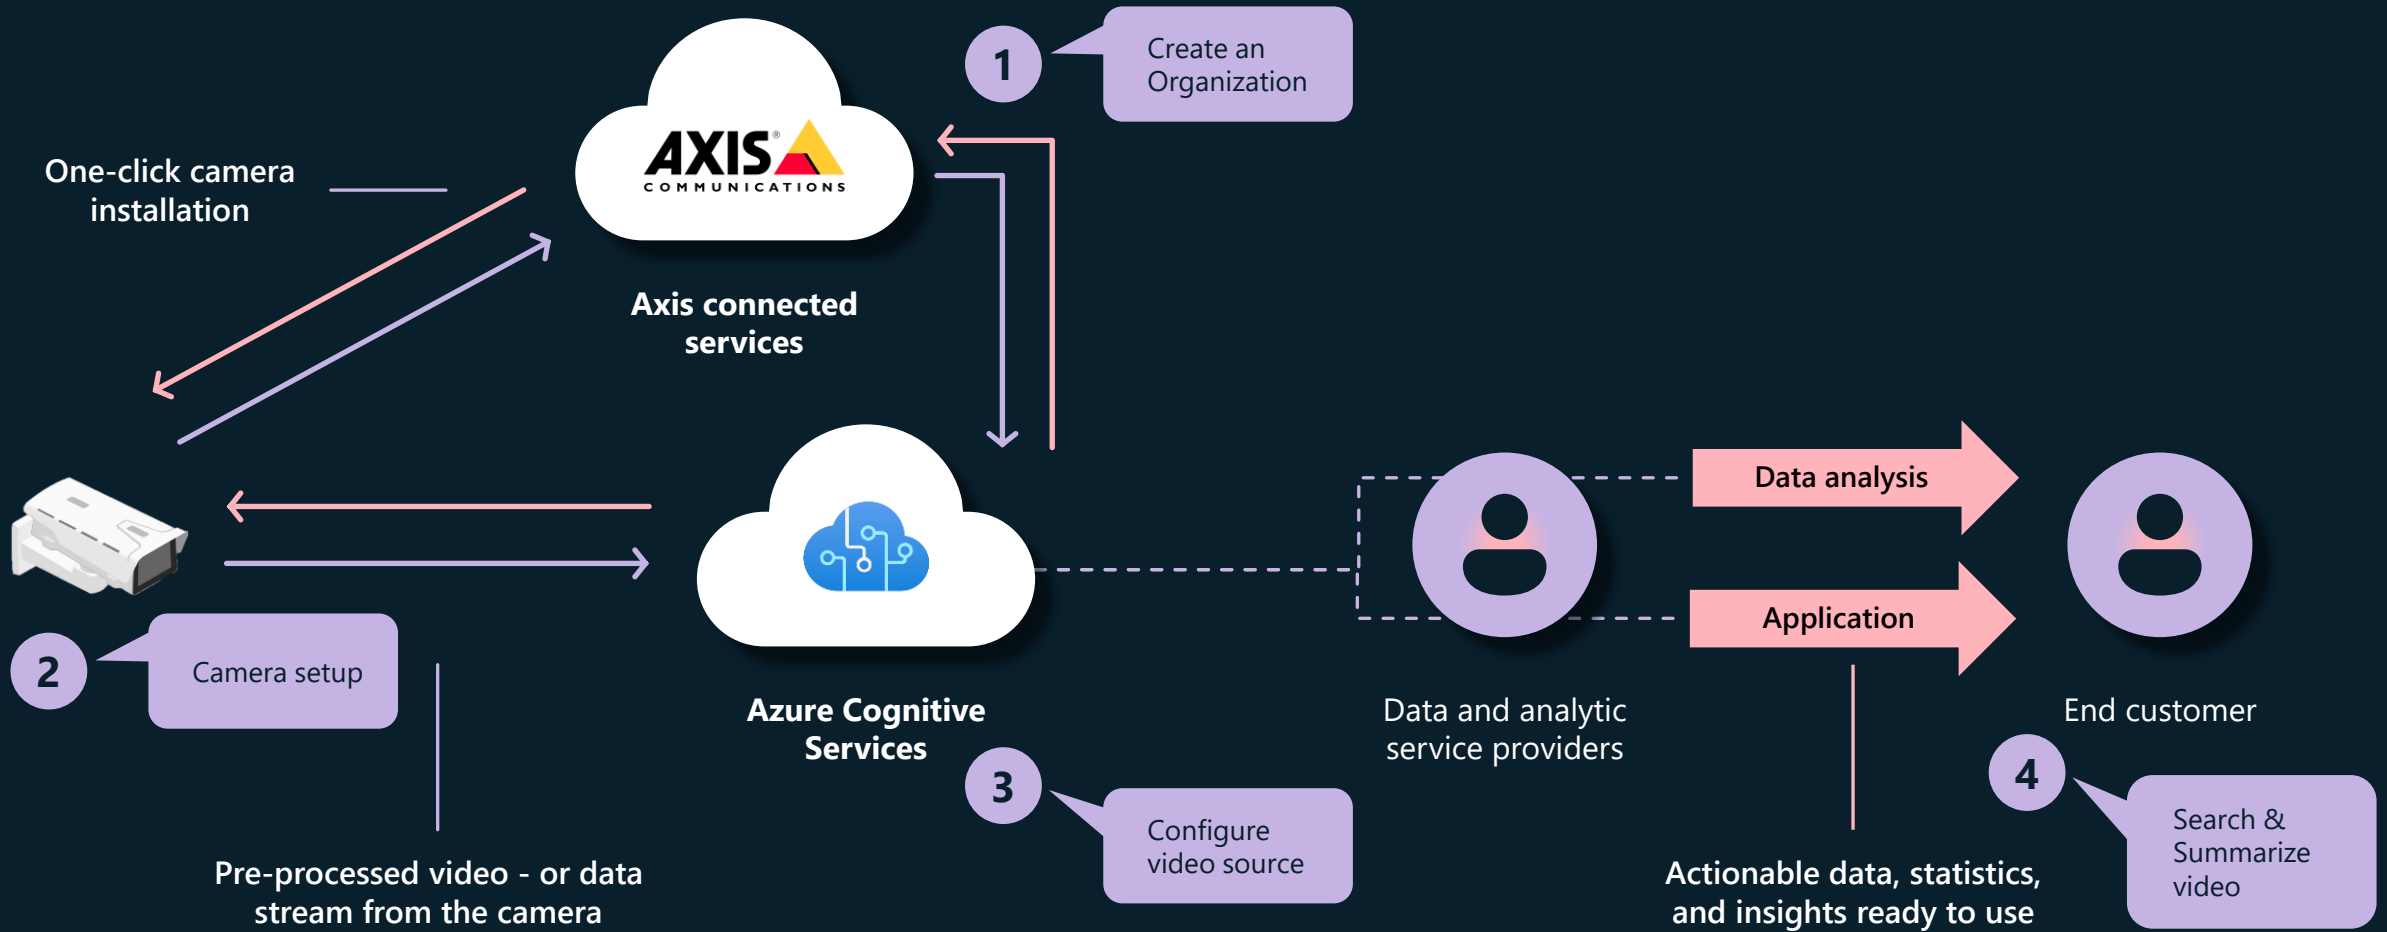 1
Create an
Organization
AXIS®
COMMUNICATIONS
One-click camera
installation
Axis connected
services
Data analysis
Application
2
Camera setup
Azure Cognitive
Services
Data and analytic
service providers
End customer
3
Configure
video source
4
Search &
Summarize
video
Pre-processed video - or data
stream from the camera
Actionable data, statistics,
and insights ready to use